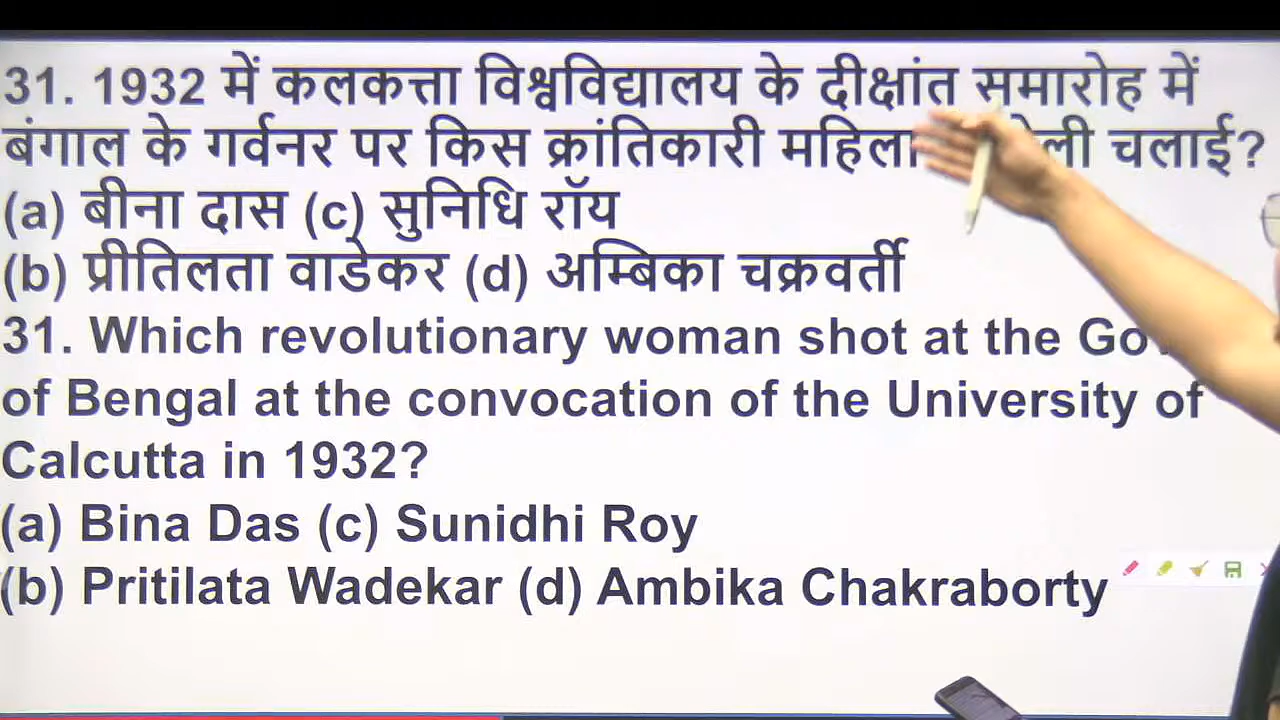 31. 1932 में कलकत्ता विश्वविद्यालय के दीक्षांत समारोह में
बंगाल के गर्वनर पर किस क्रांतिकारी महिला चलाई?
(a) बीना दास (c) सुनिधि रॉय
(b) प्रीतिलता वाडेकर (d) अम्बिका चक्रवर्ती
31. Which revolutionary woman shot at the
of Bengal at the convocation of the University of
Calcutta in 1932?
(a) Bina Das (c) Sunidhi Roy
(b) Pritilata Wadekar (d) Ambika Chakraborty